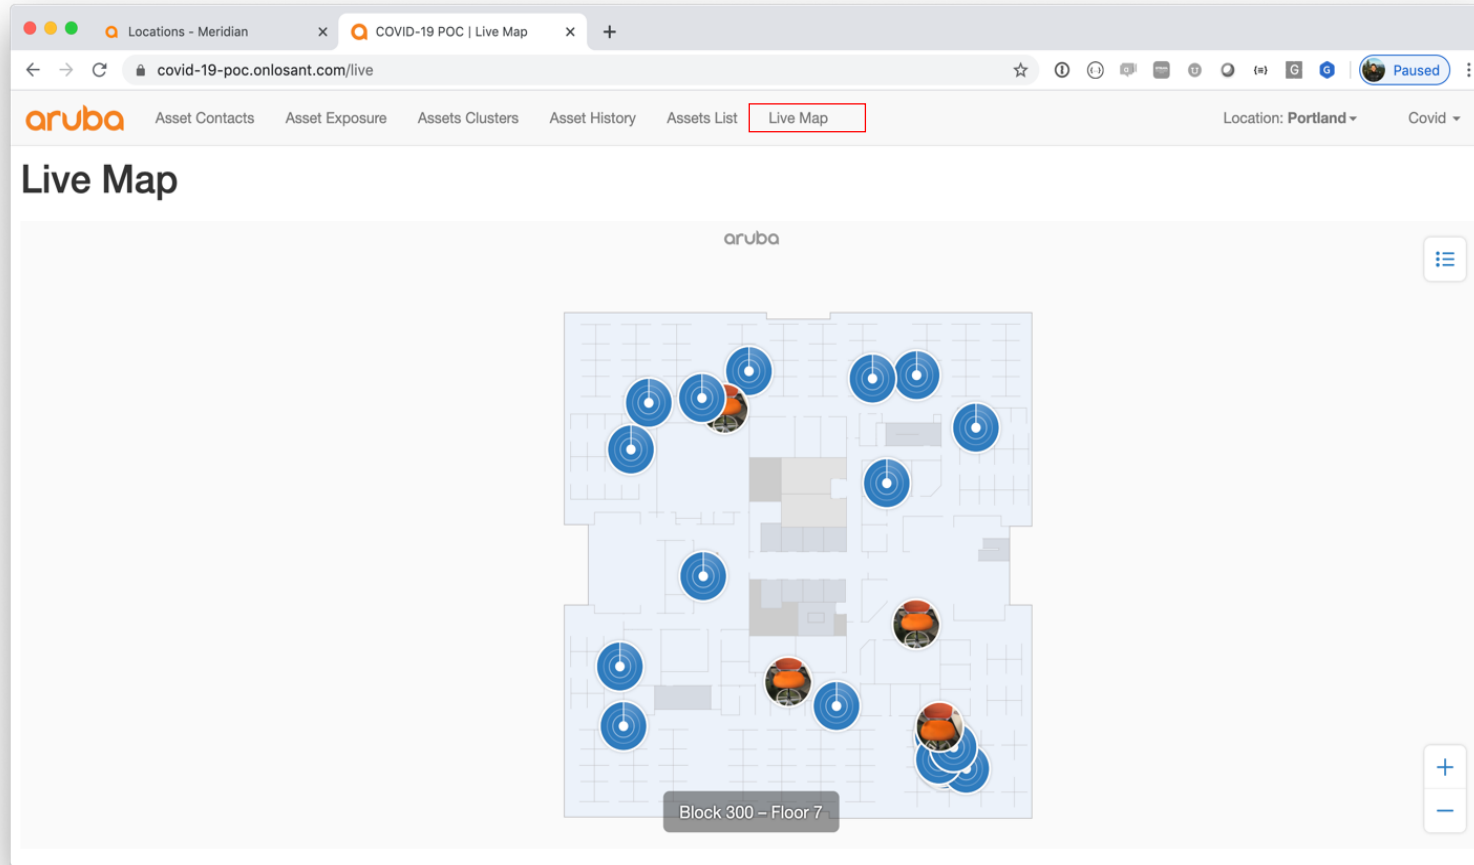 Locations - Meridian
COVID-19 POC | Live Map
covid-19-poc.onlosant.com/live
Paused
aruba
Asset Contacts
Asset Exposure
Assets Clusters
Asset History
Assets List
Live Map
Location: Portland
Covid
Live Map
aruba
Block 300 – Floor 7